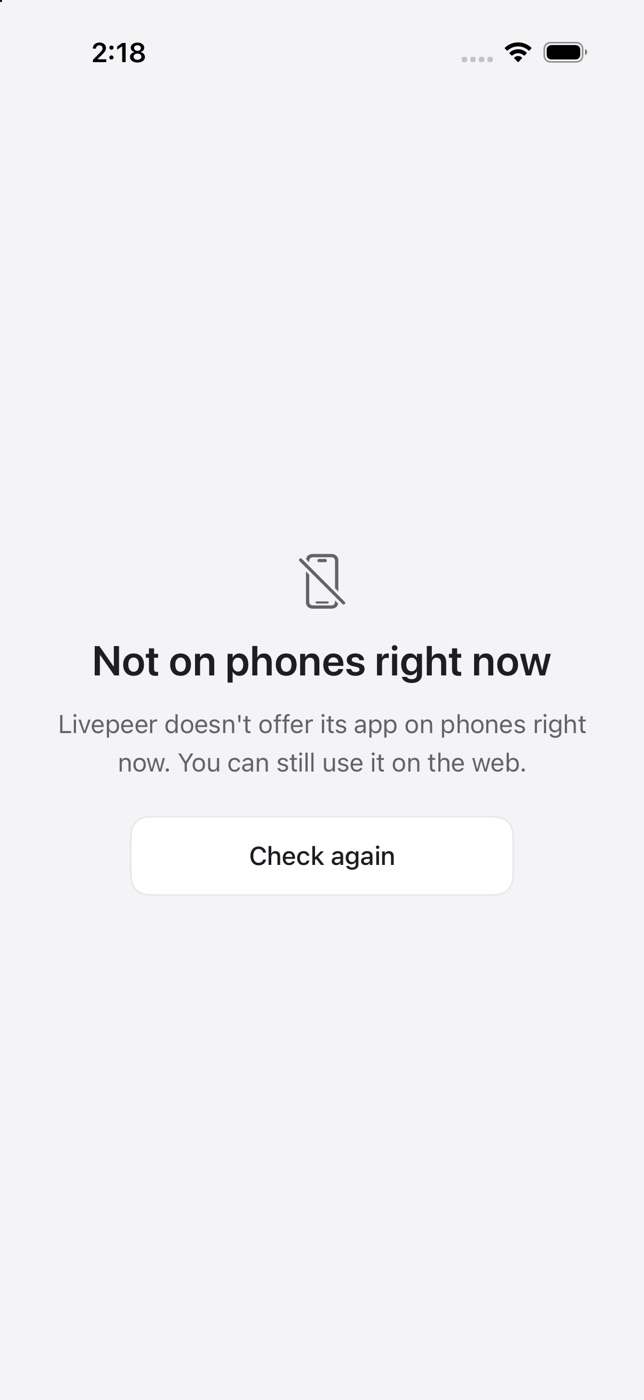 2:18
Not on phones right now
Livepeer doesn't offer its app on phones right
now. You can still use it on the web.
Check again